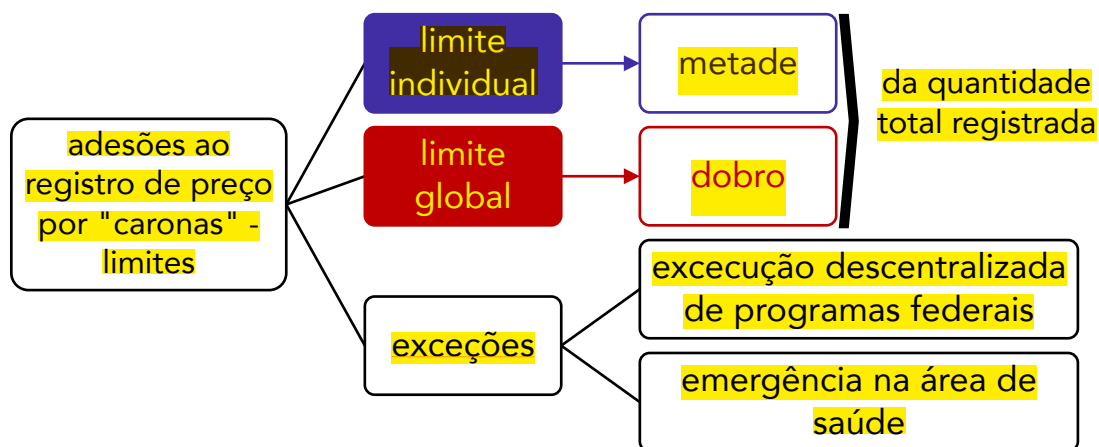 adesões ao
registro de preço
por "caronas" -
limites
limite
individual
metade
limite
global
dobro
da quantidade
total registrada
exceções
excecução descentralizada
de programas federais
emergência na área de
saúde